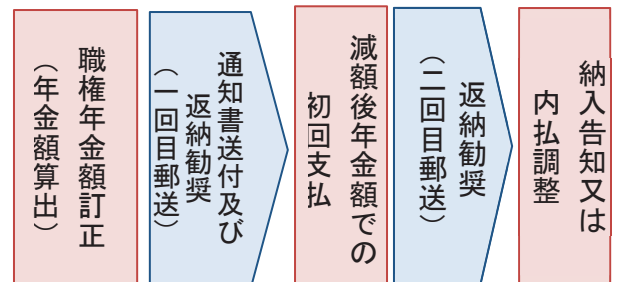 職権年金額訂正
（年金額算出）
通知書送付及び
返納勧奨
（一回目郵送）
減額後年金額での
初回支払
返納勧奨
（二回目郵送）
納入告知又は
内払調整